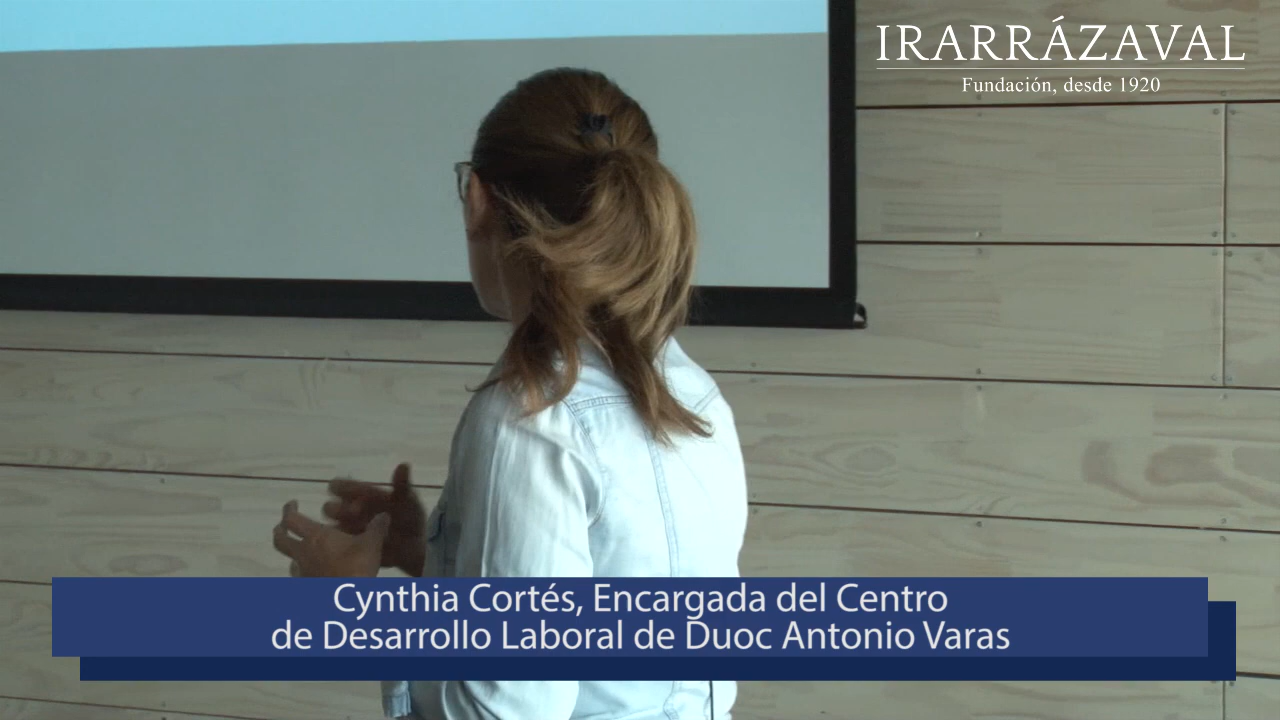 IRARRÁZAVAL
Fundación, desde 1920
Cynthia Cortés, Encargada del Centro
de Desarrollo Laboral de Duoc Antonio Varas